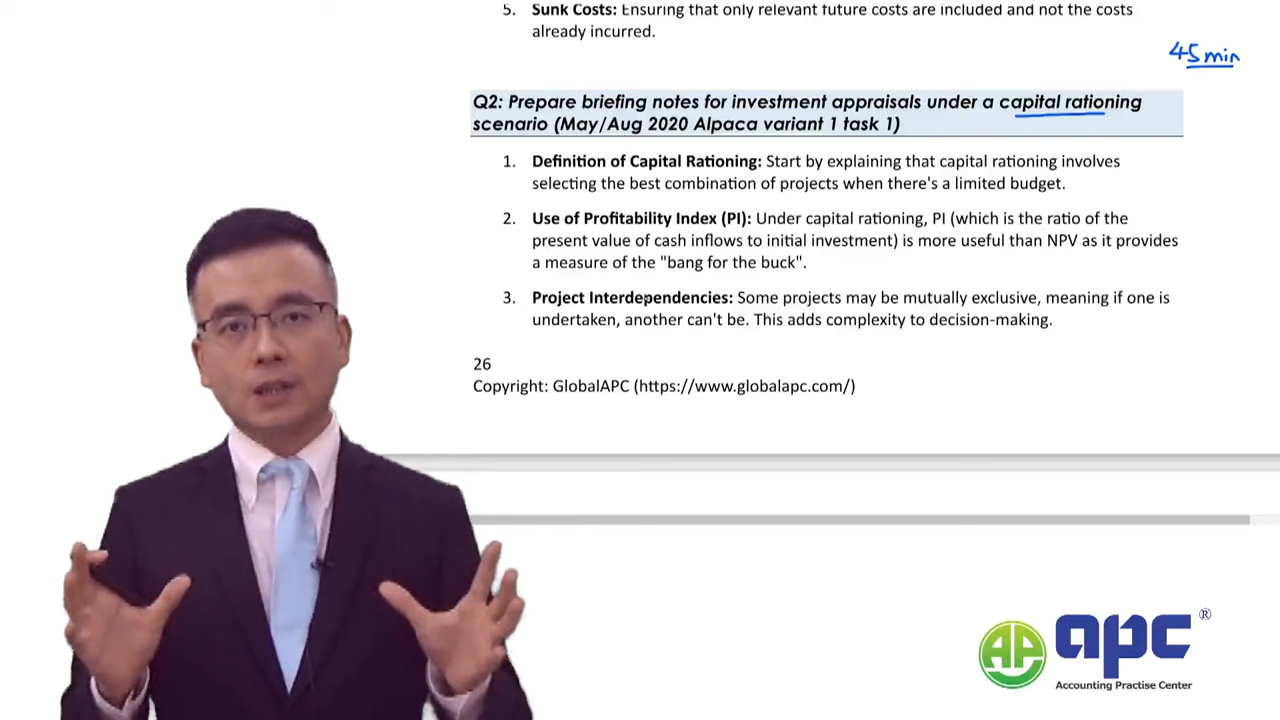 5. Sunk Costs: Ensuring that only relevant future costs are included and not the costs
already incurred.
45 min
Q2: Prepare briefing notes for investment appraisals under a capital rationing
scenario (May/Aug 2020 Alpaca variant 1 task 1)
1. Definition of Capital Rationing: Start by explaining that capital rationing involves
selecting the best combination of projects when there's a limited budget.
2. Use of Profitability Index (PI): Under capital rationing, PI (which is the ratio of the
present value of cash inflows to initial investment) is more useful than NPV as it provides
a measure of the "bang for the buck".
3. Project Interdependencies: Some projects may be mutually exclusive, meaning if one is
undertaken, another can't be. This adds complexity to decision-making.
26
Copyright: GlobalAPC (https://www.globalapc.com/)
apc®
Accounting Practise Center